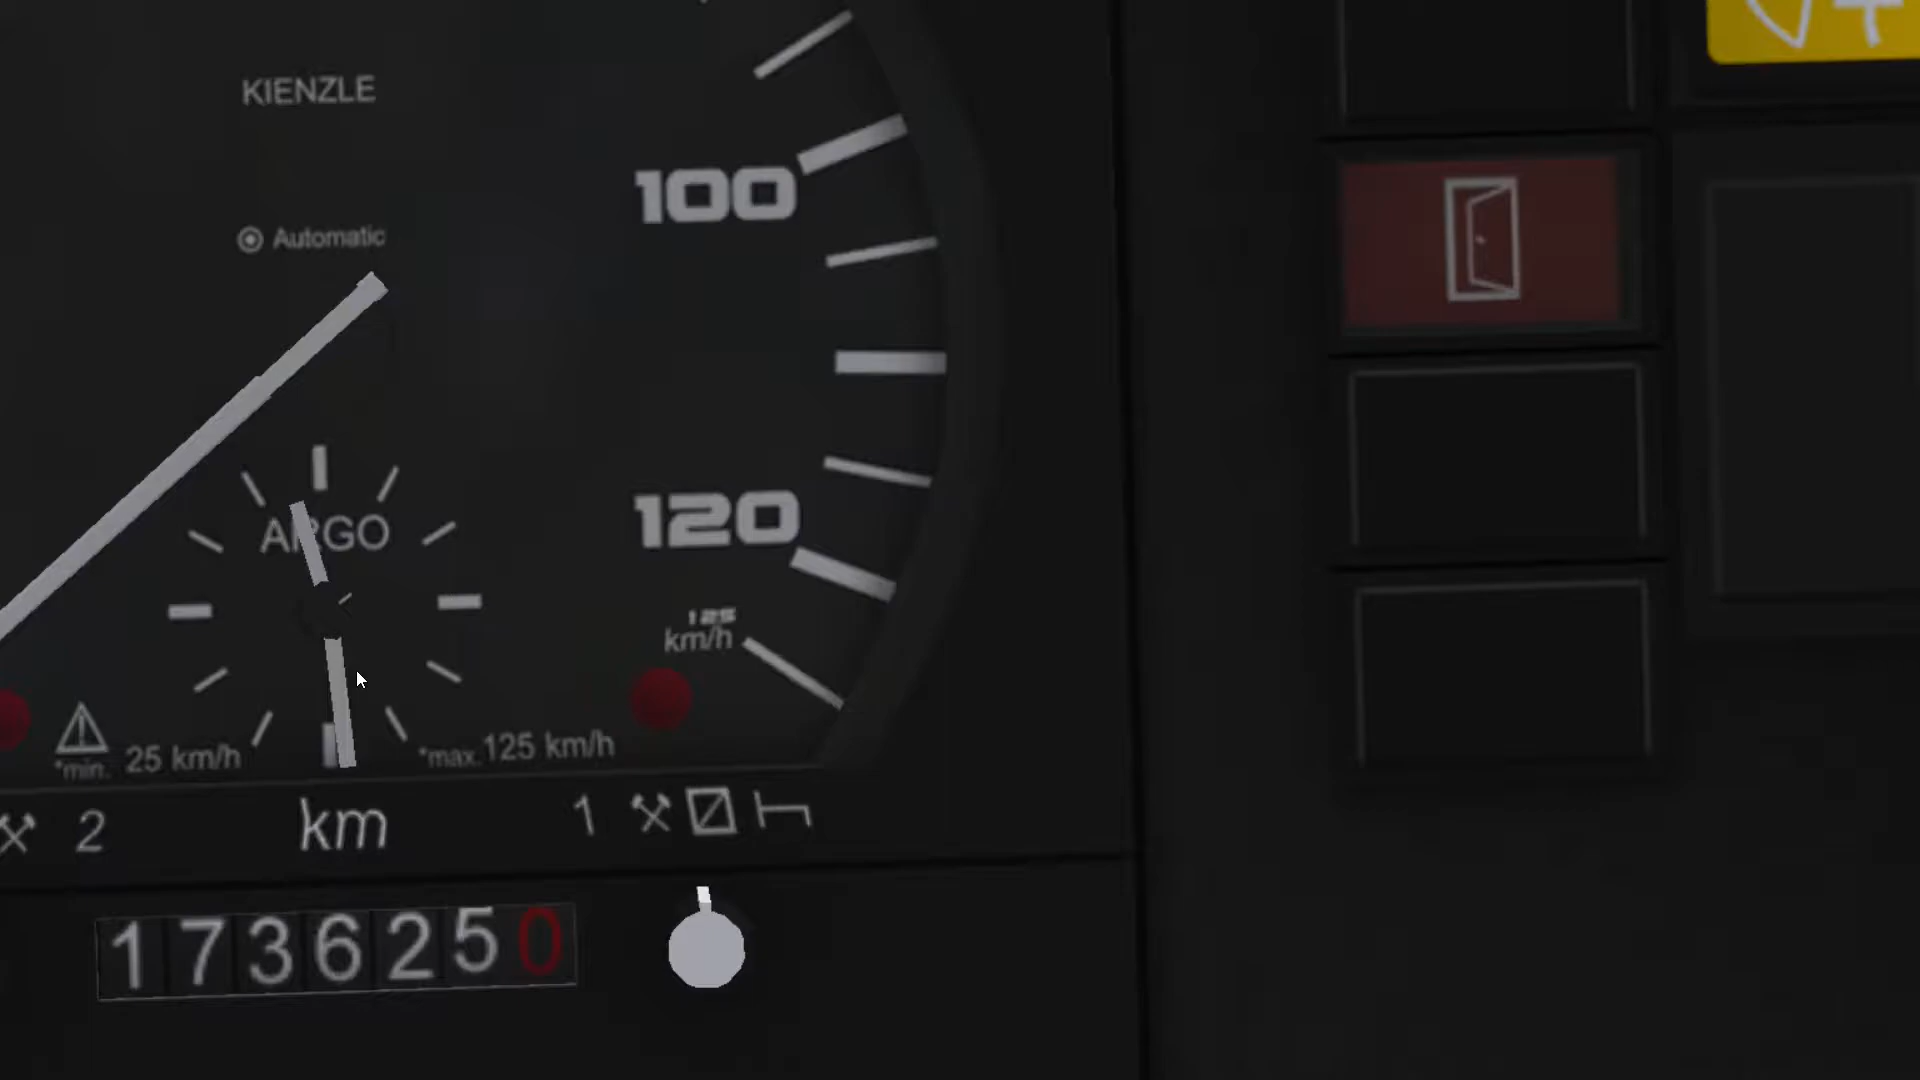 KIENZLE
100
Automatic
ARGO
120
125
km/h
*min. 25 km/h
*max. 125 km/h
2 km 1
1736250